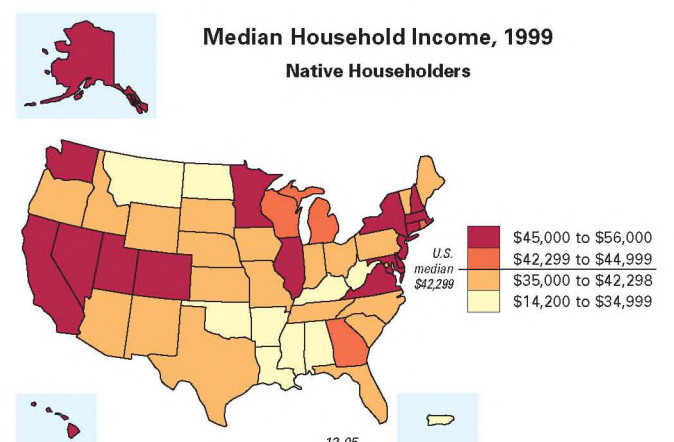 Median Household Income, 1999
Native Householders
$45,000 to $56,000
U.S.
median
$42,299
$42,299 to $44,999
$35,000 to $42,298
$14,200 to $34,999